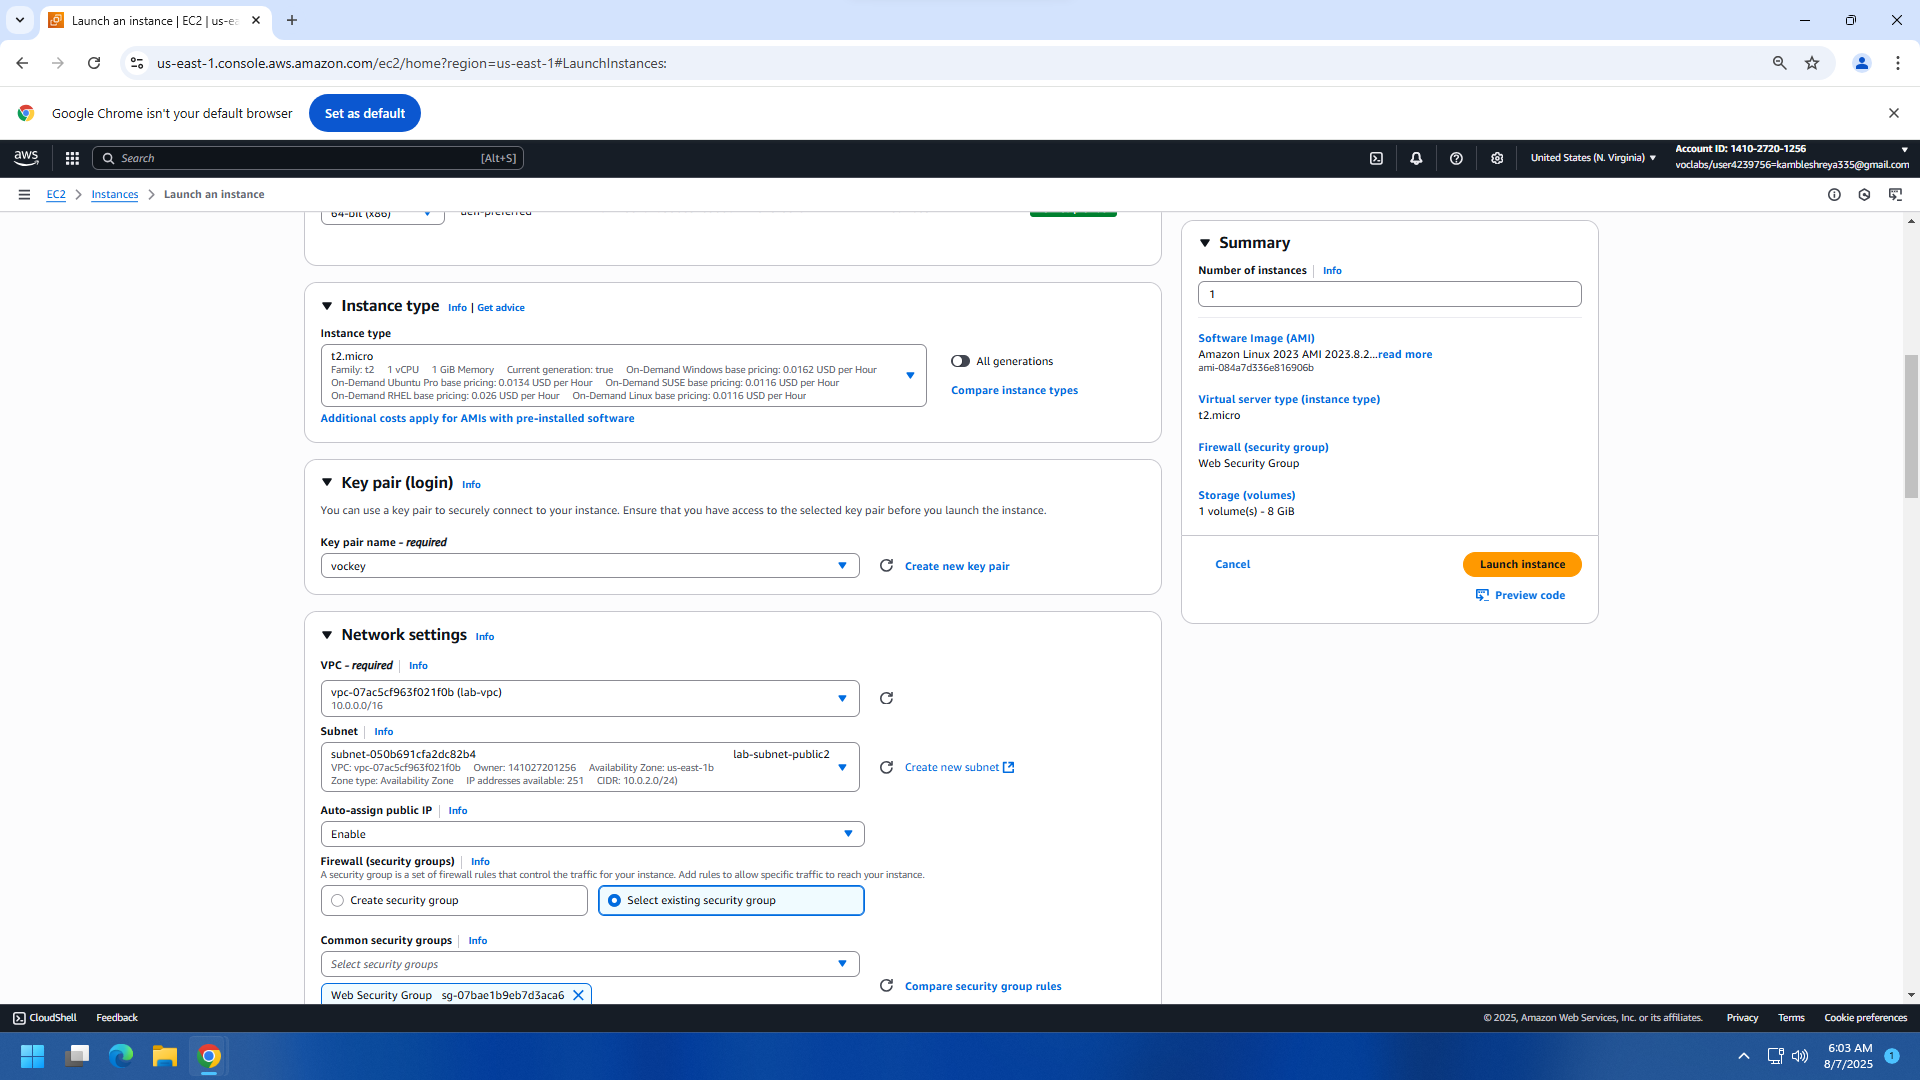 Launch an instance | EC2 | us-ea
us-east-1.console.aws.amazon.com/ec2/home?region=us-east-1#LaunchInstances:
Google Chrome isn't your default browser
Set as default
aws
Search
[Alt+S]
United States (N. Virginia)
Account ID: 1410-2720-1256
voclabs/user4239756=kambleshreya335@gmail.com
EC2
Instances
Launch an instance
64-bit (x86)
uefi-preferred
Instance type
Info | Get advice
Instance type
t2.micro
Family: t2 1 vCPU 1 GiB Memory Current generation: true On-Demand Windows base pricing: 0.0162 USD per Hour
On-Demand Ubuntu Pro base pricing: 0.0134 USD per Hour On-Demand SUSE base pricing: 0.0116 USD per Hour
On-Demand RHEL base pricing: 0.026 USD per Hour On-Demand Linux base pricing: 0.0116 USD per Hour
All generations
Compare instance types
Additional costs apply for AMIs with pre-installed software
Key pair (login) Info
You can use a key pair to securely connect to your instance. Ensure that you have access to the selected key pair before you launch the instance.
Key pair name - required
vockey
Create new key pair
Network settings Info
VPC - required Info
vpc-07ac5cf963f021f0b (lab-vpc)
10.0.0.0/16
Subnet Info
subnet-050b691cfa2dc82b4 lab-subnet-public2
VPC: vpc-07ac5cf963f021f0b Owner: 141027201256 Availability Zone: us-east-1b
Zone type: Availability Zone IP addresses available: 251 CIDR: 10.0.2.0/24)
Create new subnet
Auto-assign public IP Info
Enable
Firewall (security groups) Info
A security group is a set of firewall rules that control the traffic for your instance. Add rules to allow specific traffic to reach your instance.
Create security group
Select existing security group
Common security groups Info
Select security groups
Web Security Group sg-07bae1b9eb7d3aca6
Compare security group rules
Summary
Number of instances Info
1
Software Image (AMI)
Amazon Linux 2023 AMI 2023.8.2...read more
ami-084a7d336e816906b
Virtual server type (instance type)
t2.micro
Firewall (security group)
Web Security Group
Storage (volumes)
1 volume(s) - 8 GiB
Cancel
Launch instance
Preview code
CloudShell
Feedback
© 2025, Amazon Web Services, Inc. or its affiliates.
Privacy
Terms
Cookie preferences
6:03 AM
8/7/2025
1